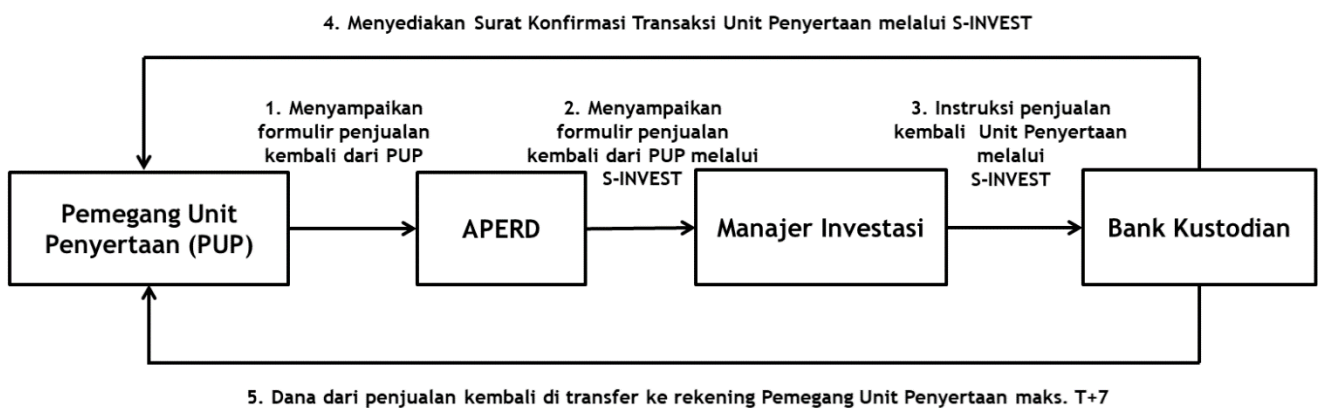 4. Menyediakan Surat Konfirmasi Transaksi Unit Penyertaan melalui S-INVEST
1. Menyampaikan
formulir penjualan
kembali dari PUP
2. Menyampaikan
formulir penjualan
kembali dari PUP melalui
S-INVEST
3. Instruksi penjualan
kembali Unit Penyertaan
melalui
S-INVEST
Pemegang Unit
Penyertaan (PUP)
APERD
Manajer Investasi
Bank Kustodian
5. Dana dari penjualan kembali di transfer ke rekening Pemegang Unit Penyertaan maks. T+7